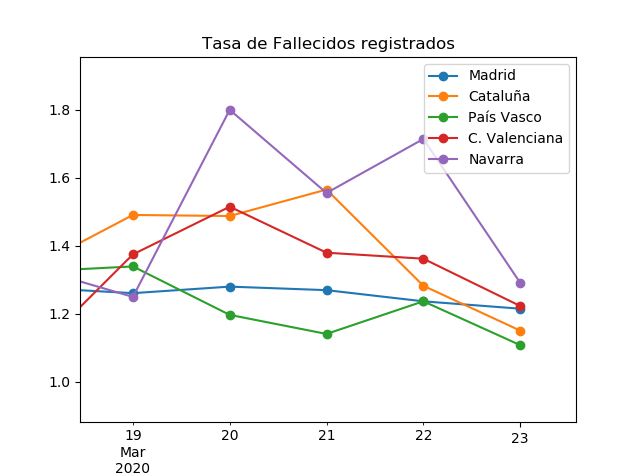 Tasa de Fallecidos registrados
Madrid
Cataluña
País Vasco
C. Valenciana
Navarra
1.8
1.6
1.4
1.2
1.0
19 20 21 22 23
Mar
2020